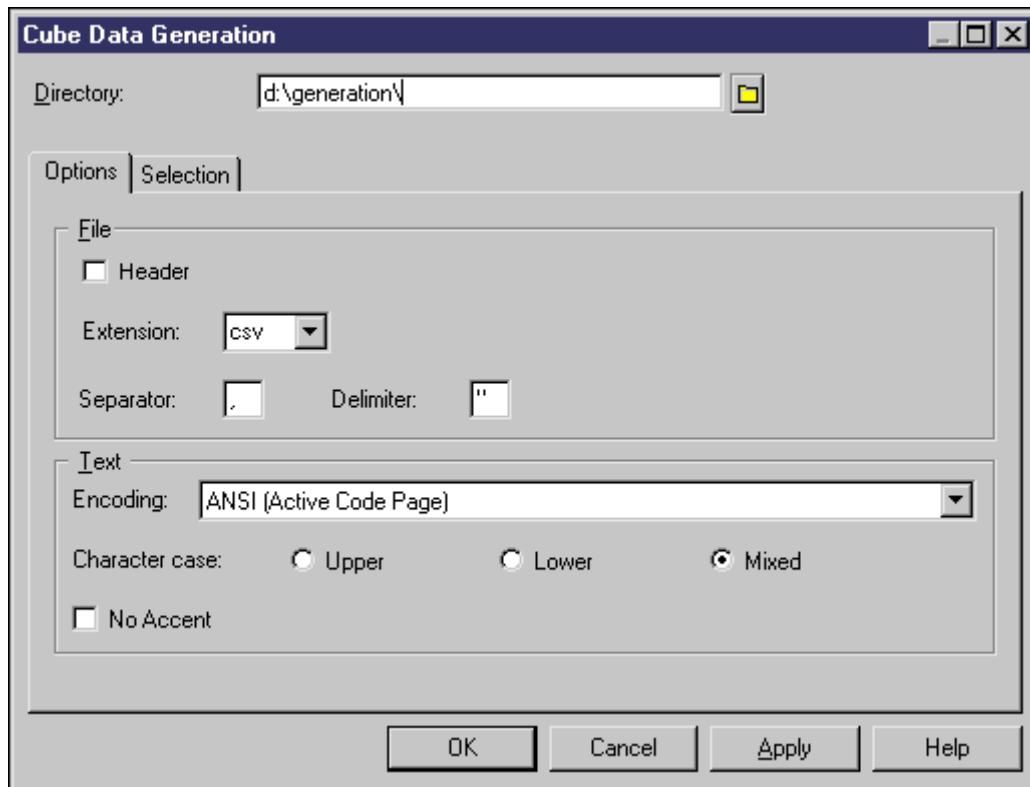 Cube Data Generation
Directory: d:\generation\
Options Selection
File
Header
Extension: csv
Separator: , Delimiter: "
Text
Encoding: ANSI (Active Code Page)
Character case: Upper Lower Mixed
No Accent
OK Cancel Apply Help